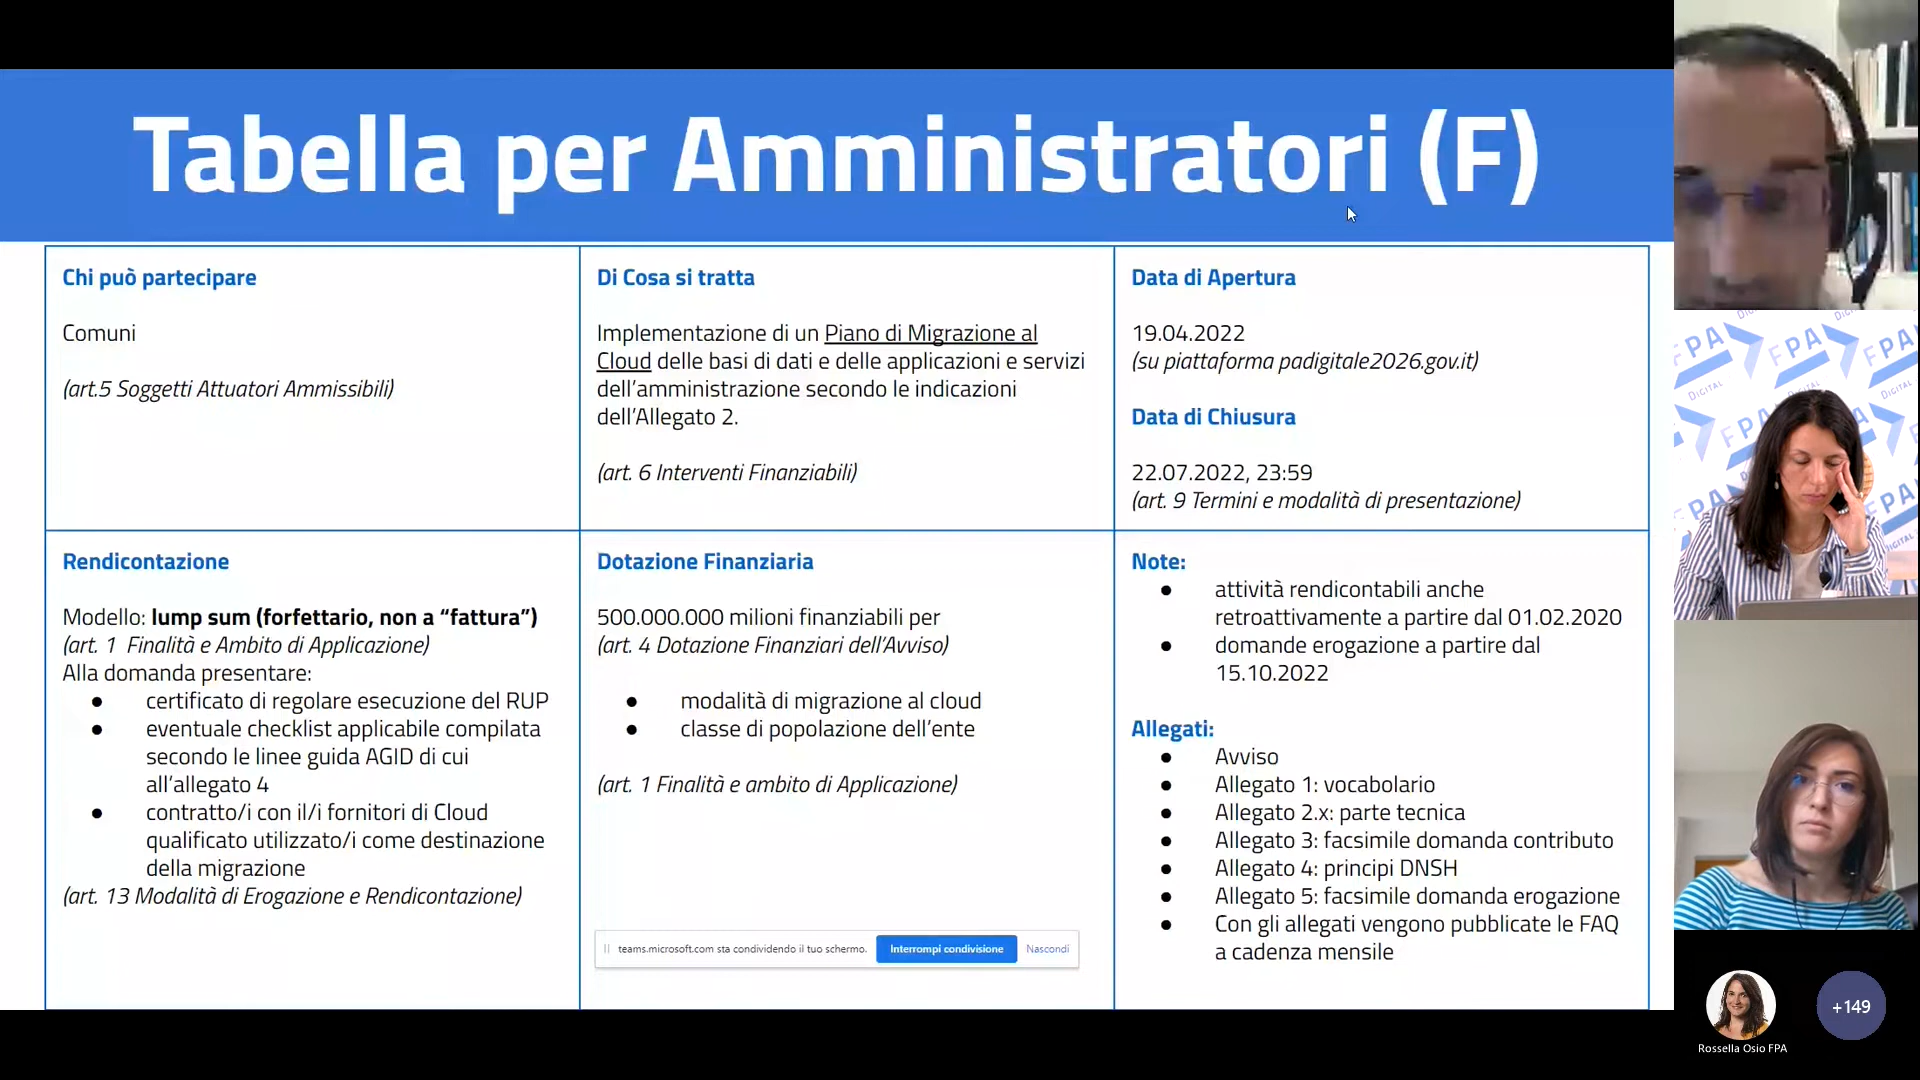 Tabella per Amministratori (F)
Chi può partecipare
Comuni
(art.5 Soggetti Attuatori Ammissibili)
Di Cosa si tratta
Implementazione di un Piano di Migrazione al
Cloud delle basi di dati e delle applicazioni e servizi
dell’amministrazione secondo le indicazioni
dell’Allegato 2.
(art. 6 Interventi Finanziabili)
Data di Apertura
19.04.2022
(su piattaforma padigitale2026.gov.it)
Data di Chiusura
22.07.2022, 23:59
(art. 9 Termini e modalità di presentazione)
Rendicontazione
Modello: lump sum (forfettario, non a “fattura”)
(art. 1 Finalità e Ambito di Applicazione)
Alla domanda presentare:
● certificato di regolare esecuzione del RUP
● eventuale checklist applicabile compilata
secondo le linee guida AGID di cui
all’allegato 4
● contratto/i con il/i fornitori di Cloud
qualificato utilizzato/i come destinazione
della migrazione
(art. 13 Modalità di Erogazione e Rendicontazione)
Dotazione Finanziaria
500.000.000 milioni finanziabili per
(art. 4 Dotazione Finanziari dell’Avviso)
● modalità di migrazione al cloud
● classe di popolazione dell’ente
(art. 1 Finalità e ambito di Applicazione)
teams.microsoft.com sta condividendo il tuo schermo. Interrompi condivisione Nascondi
Note:
● attività rendicontabili anche
retroattivamente a partire dal 01.02.2020
● domande erogazione a partire dal
15.10.2022
Allegati:
● Avviso
● Allegato 1: vocabolario
● Allegato 2.x: parte tecnica
● Allegato 3: facsimile domanda contributo
● Allegato 4: principi DNSH
● Allegato 5: facsimile domanda erogazione
● Con gli allegati vengono pubblicate le FAQ
a cadenza mensile
FPA
DIGITAL
FPA
DIGITAL
FPA
+149
Rossella Osio FPA